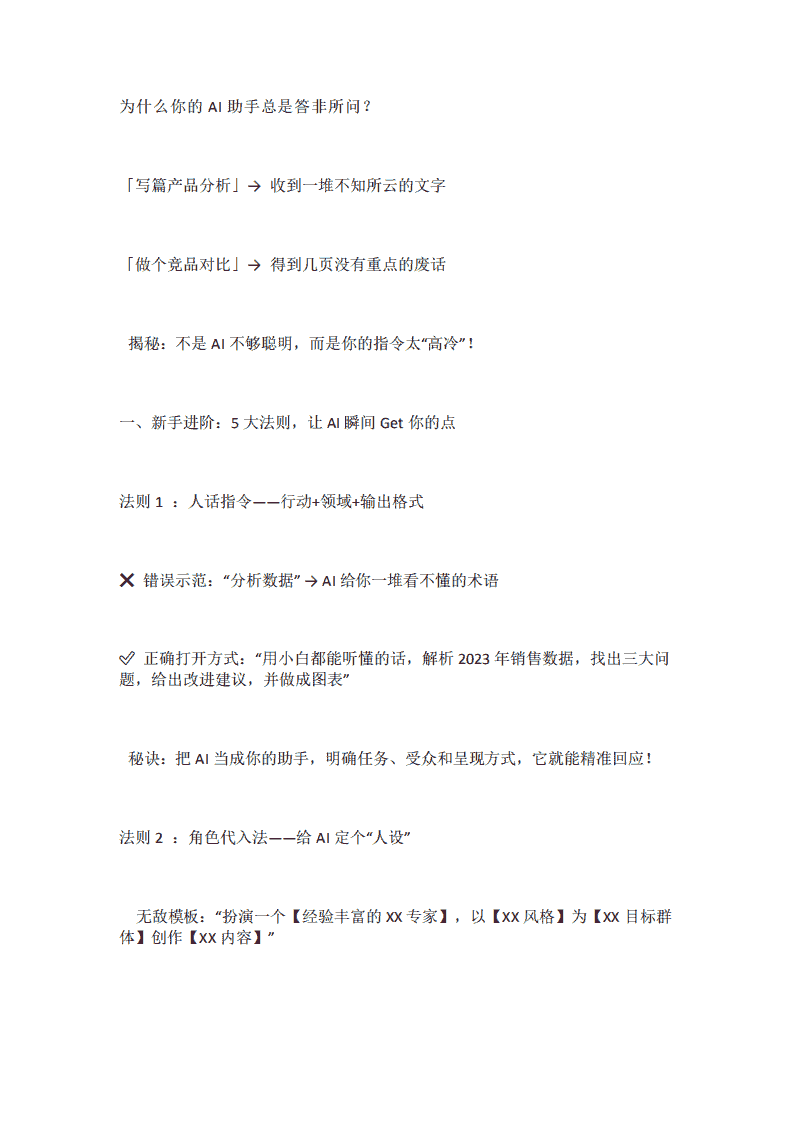 为什么你的 AI 助手总是答非所问？
「写篇产品分析」→ 收到一堆不知所云的文字
「做个竞品对比」→ 得到几页没有重点的废话
揭秘：不是 AI 不够聪明，而是你的指令太“高冷”！
一、新手进阶：5 大法则，让 AI 瞬间 Get 你的点
法则 1 ：人话指令——行动+领域+输出格式
❌ 错误示范：“分析数据” → AI 给你一堆看不懂的术语
✅ 正确打开方式：“用小白都能听懂的话，解析 2023 年销售数据，找出三大问
题，给出改进建议，并做成图表”
秘诀：把 AI 当成你的助手，明确任务、受众和呈现方式，它就能精准回应！
法则 2 ：角色代入法——给 AI 定个“人设”
无敌模板：“扮演一个【经验丰富的 XX 专家】，以【XX 风格】为【XX 目标群
体】创作【XX 内容】”